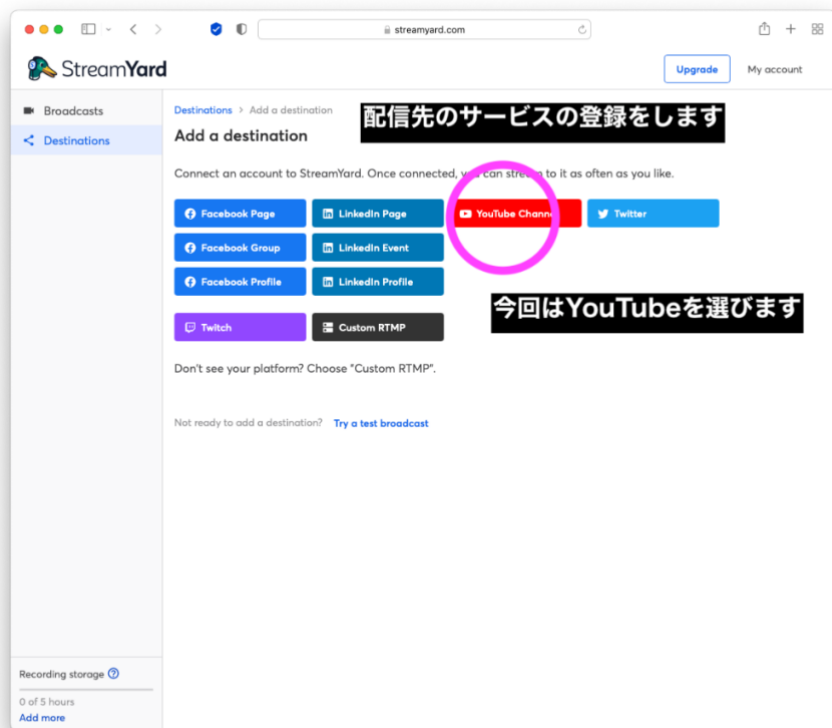 streamyard.com
StreamYard
Upgrade
My account
Broadcasts
Destinations
Destinations > Add a destination
配信先のサービスの登録をします
Add a destination
Connect an account to StreamYard. Once connected, you can stream to it as often as you like.
Facebook Page
LinkedIn Page
YouTube Channel
Twitter
Facebook Group
LinkedIn Event
Facebook Profile
LinkedIn Profile
今回はYouTubeを選びます
Twitch
Custom RTMP
Don't see your platform? Choose "Custom RTMP".
Not ready to add a destination? Try a test broadcast
Recording storage ?
0 of 5 hours
Add more